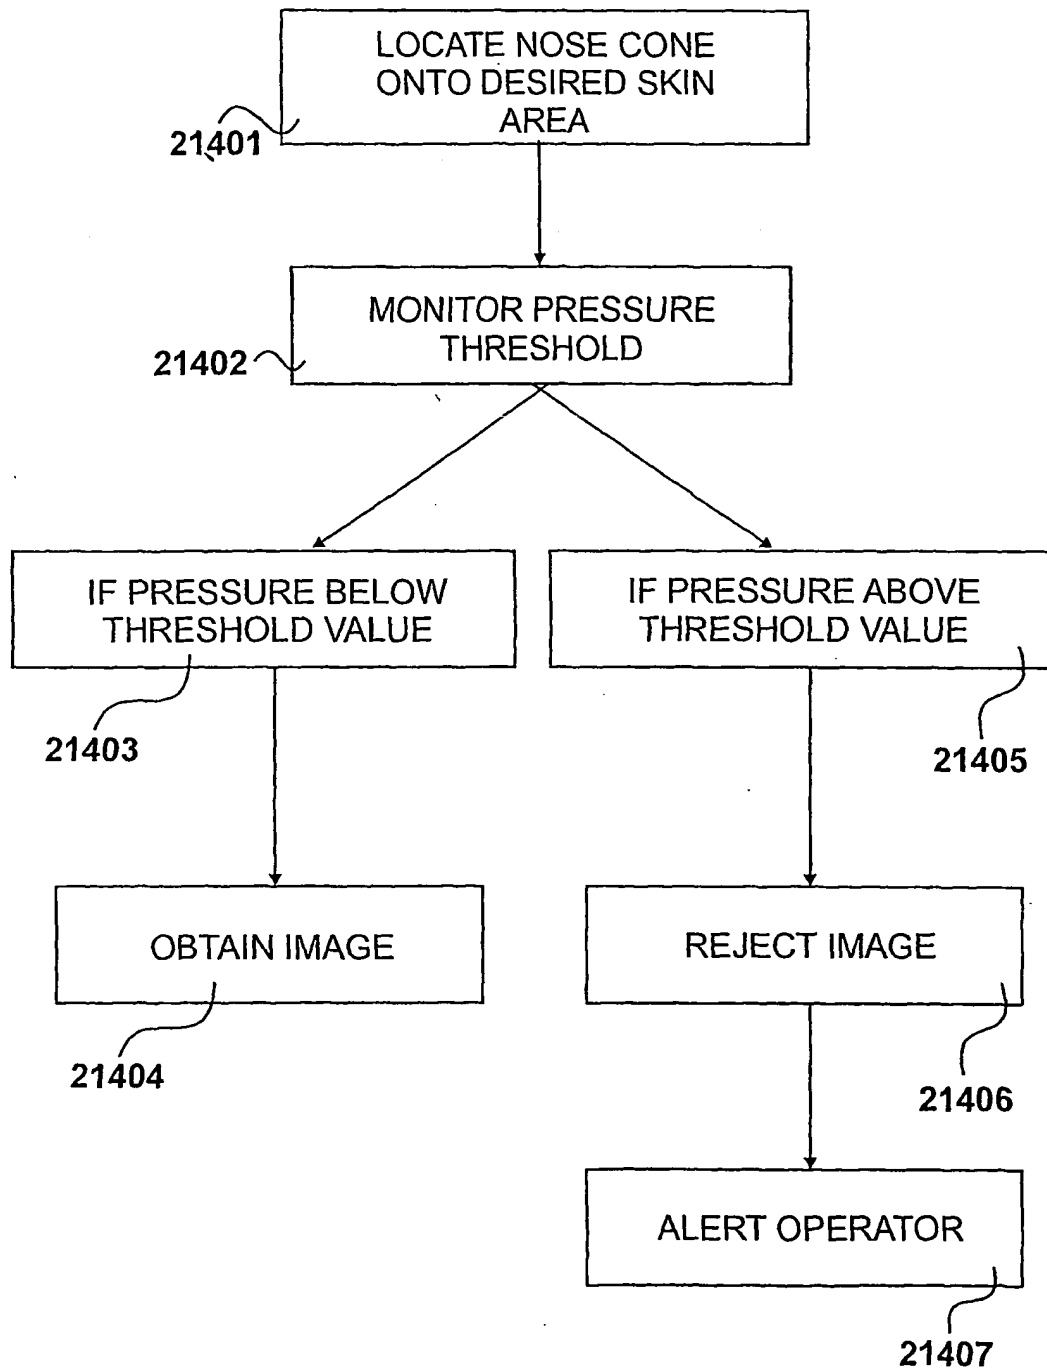 LOCATE NOSE CONE
ONTO DESIRED SKIN
AREA
21401
MONITOR PRESSURE
THRESHOLD
21402
IF PRESSURE BELOW
THRESHOLD VALUE
21403
IF PRESSURE ABOVE
THRESHOLD VALUE
21405
OBTAIN IMAGE
21404
REJECT IMAGE
21406
ALERT OPERATOR
21407